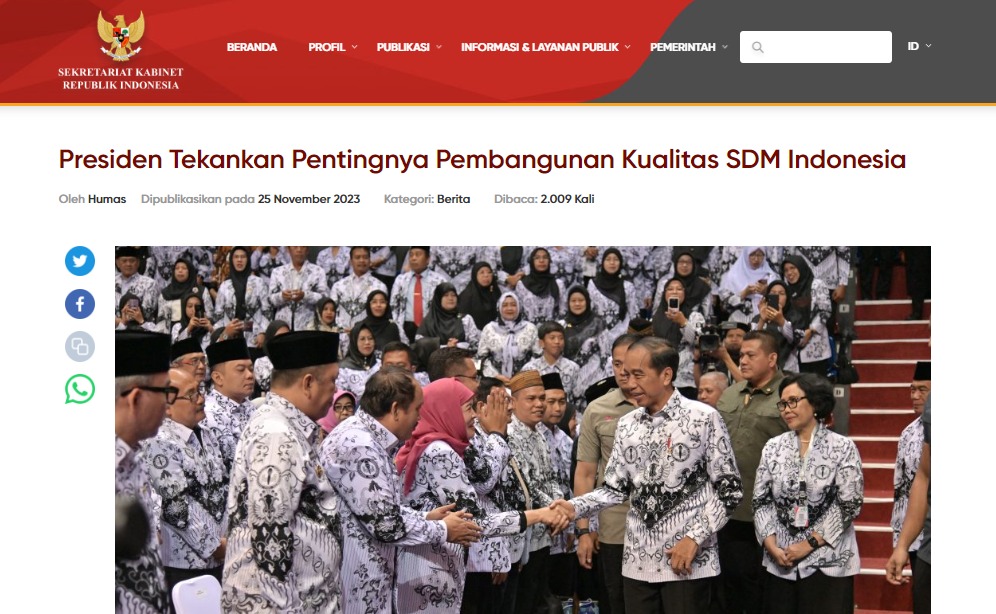 SEKRETARIAT KABINET
REPUBLIK INDONESIA
BERANDA PROFIL PUBLIKASI INFORMASI & LAYANAN PUBLIK PEMERINTAH ID
Presiden Tekankan Pentingnya Pembangunan Kualitas SDM Indonesia
Oleh Humas Dipublikasikan pada 25 November 2023 Kategori: Berita Dibaca: 2.009 Kali